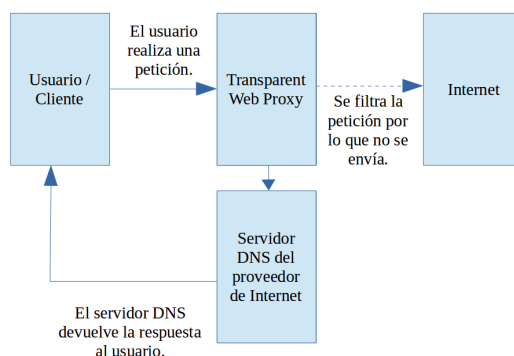 Usuario /
Cliente
El usuario
realiza una
petición.
Transparent
Web Proxy
Se filtra la
petición por
lo que no se
envía.
Internet
Servidor
DNS del
proveedor
de Internet
El servidor DNS
devuelve la respuesta
al usuario.